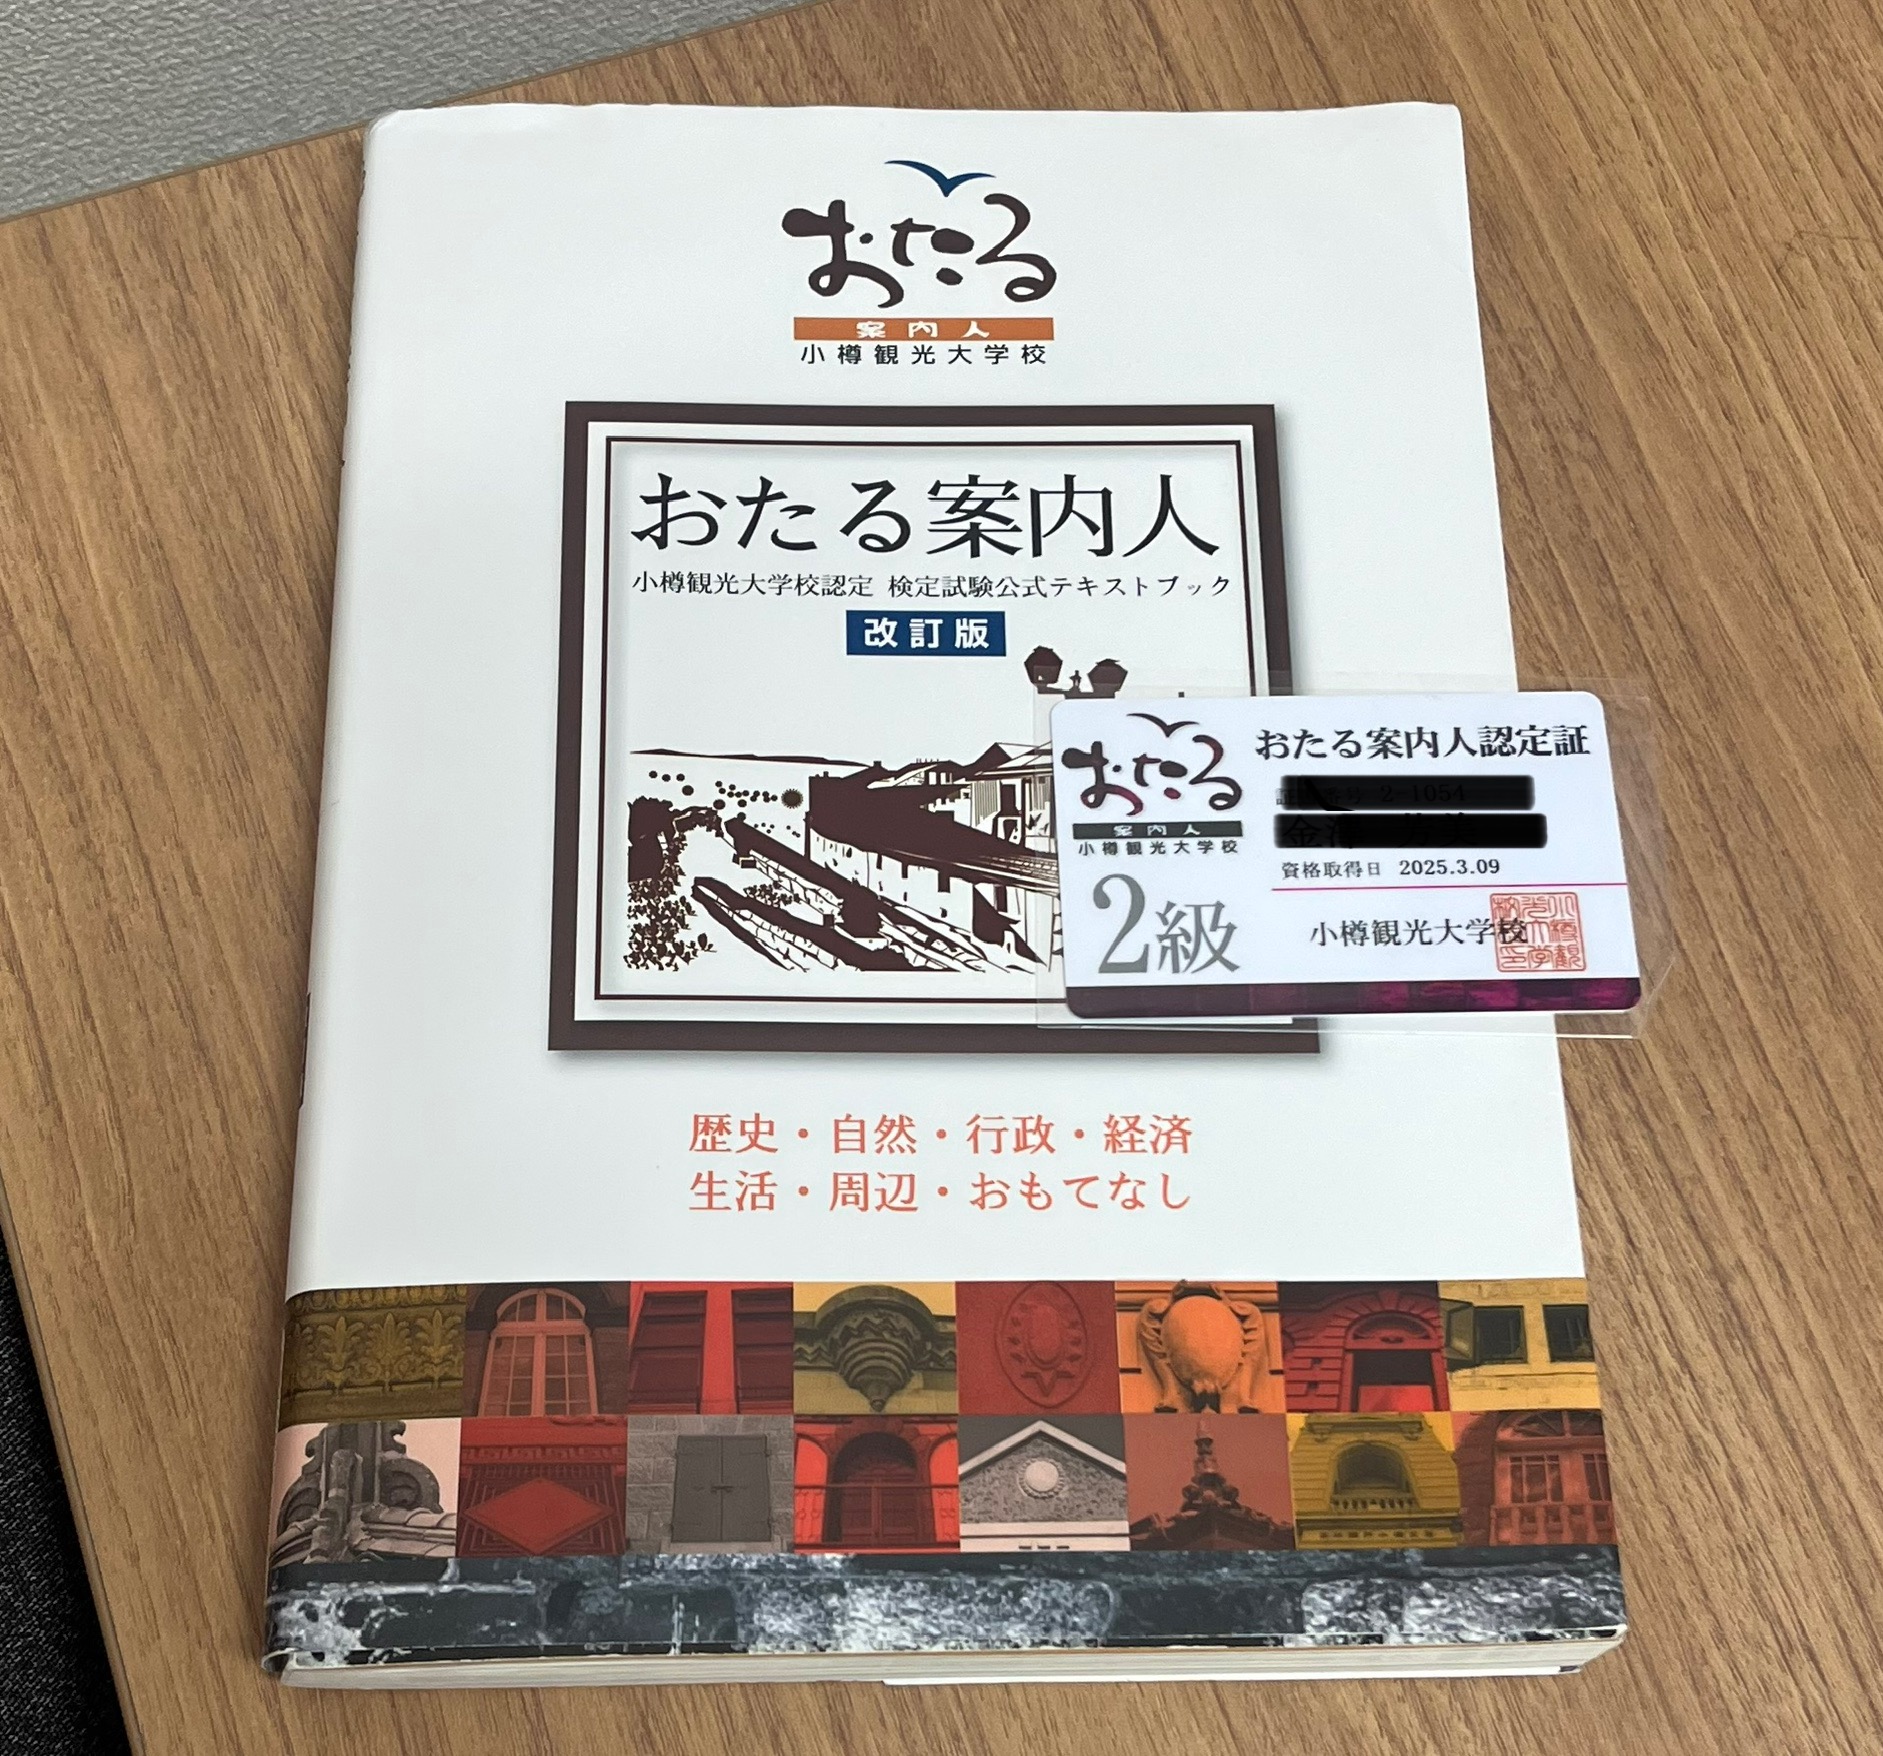 おたる
案内人
小樽観光大学校
おたる案内人
小樽観光大学校認定 検定試験公式テキストブック
改訂版
おたる
案内人
小樽観光大学校
2級
おたる案内人認定証
資格取得日 2025.3.09
小樽観光大学校
歴史・自然・行政・経済
生活・周辺・おもてなし